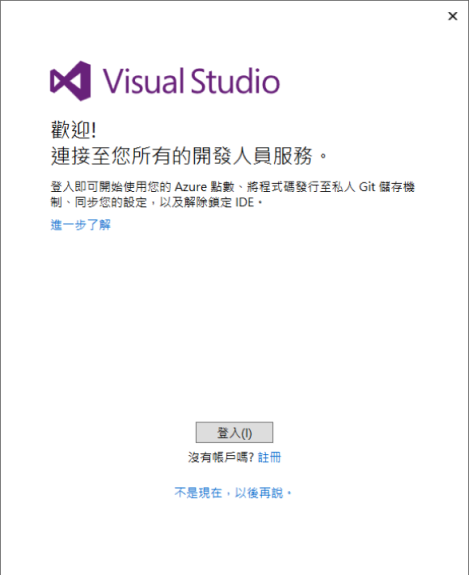 Visual Studio
歡迎!
連接至您所有的開發人員服務。
登入即可開始使用您的 Azure 點數、將程式碼發行至私人 Git 儲存機
制、同步您的設定，以及解除鎖定 IDE。
進一步了解
登入(I)
沒有帳戶嗎? 註冊
不是現在，以後再說。